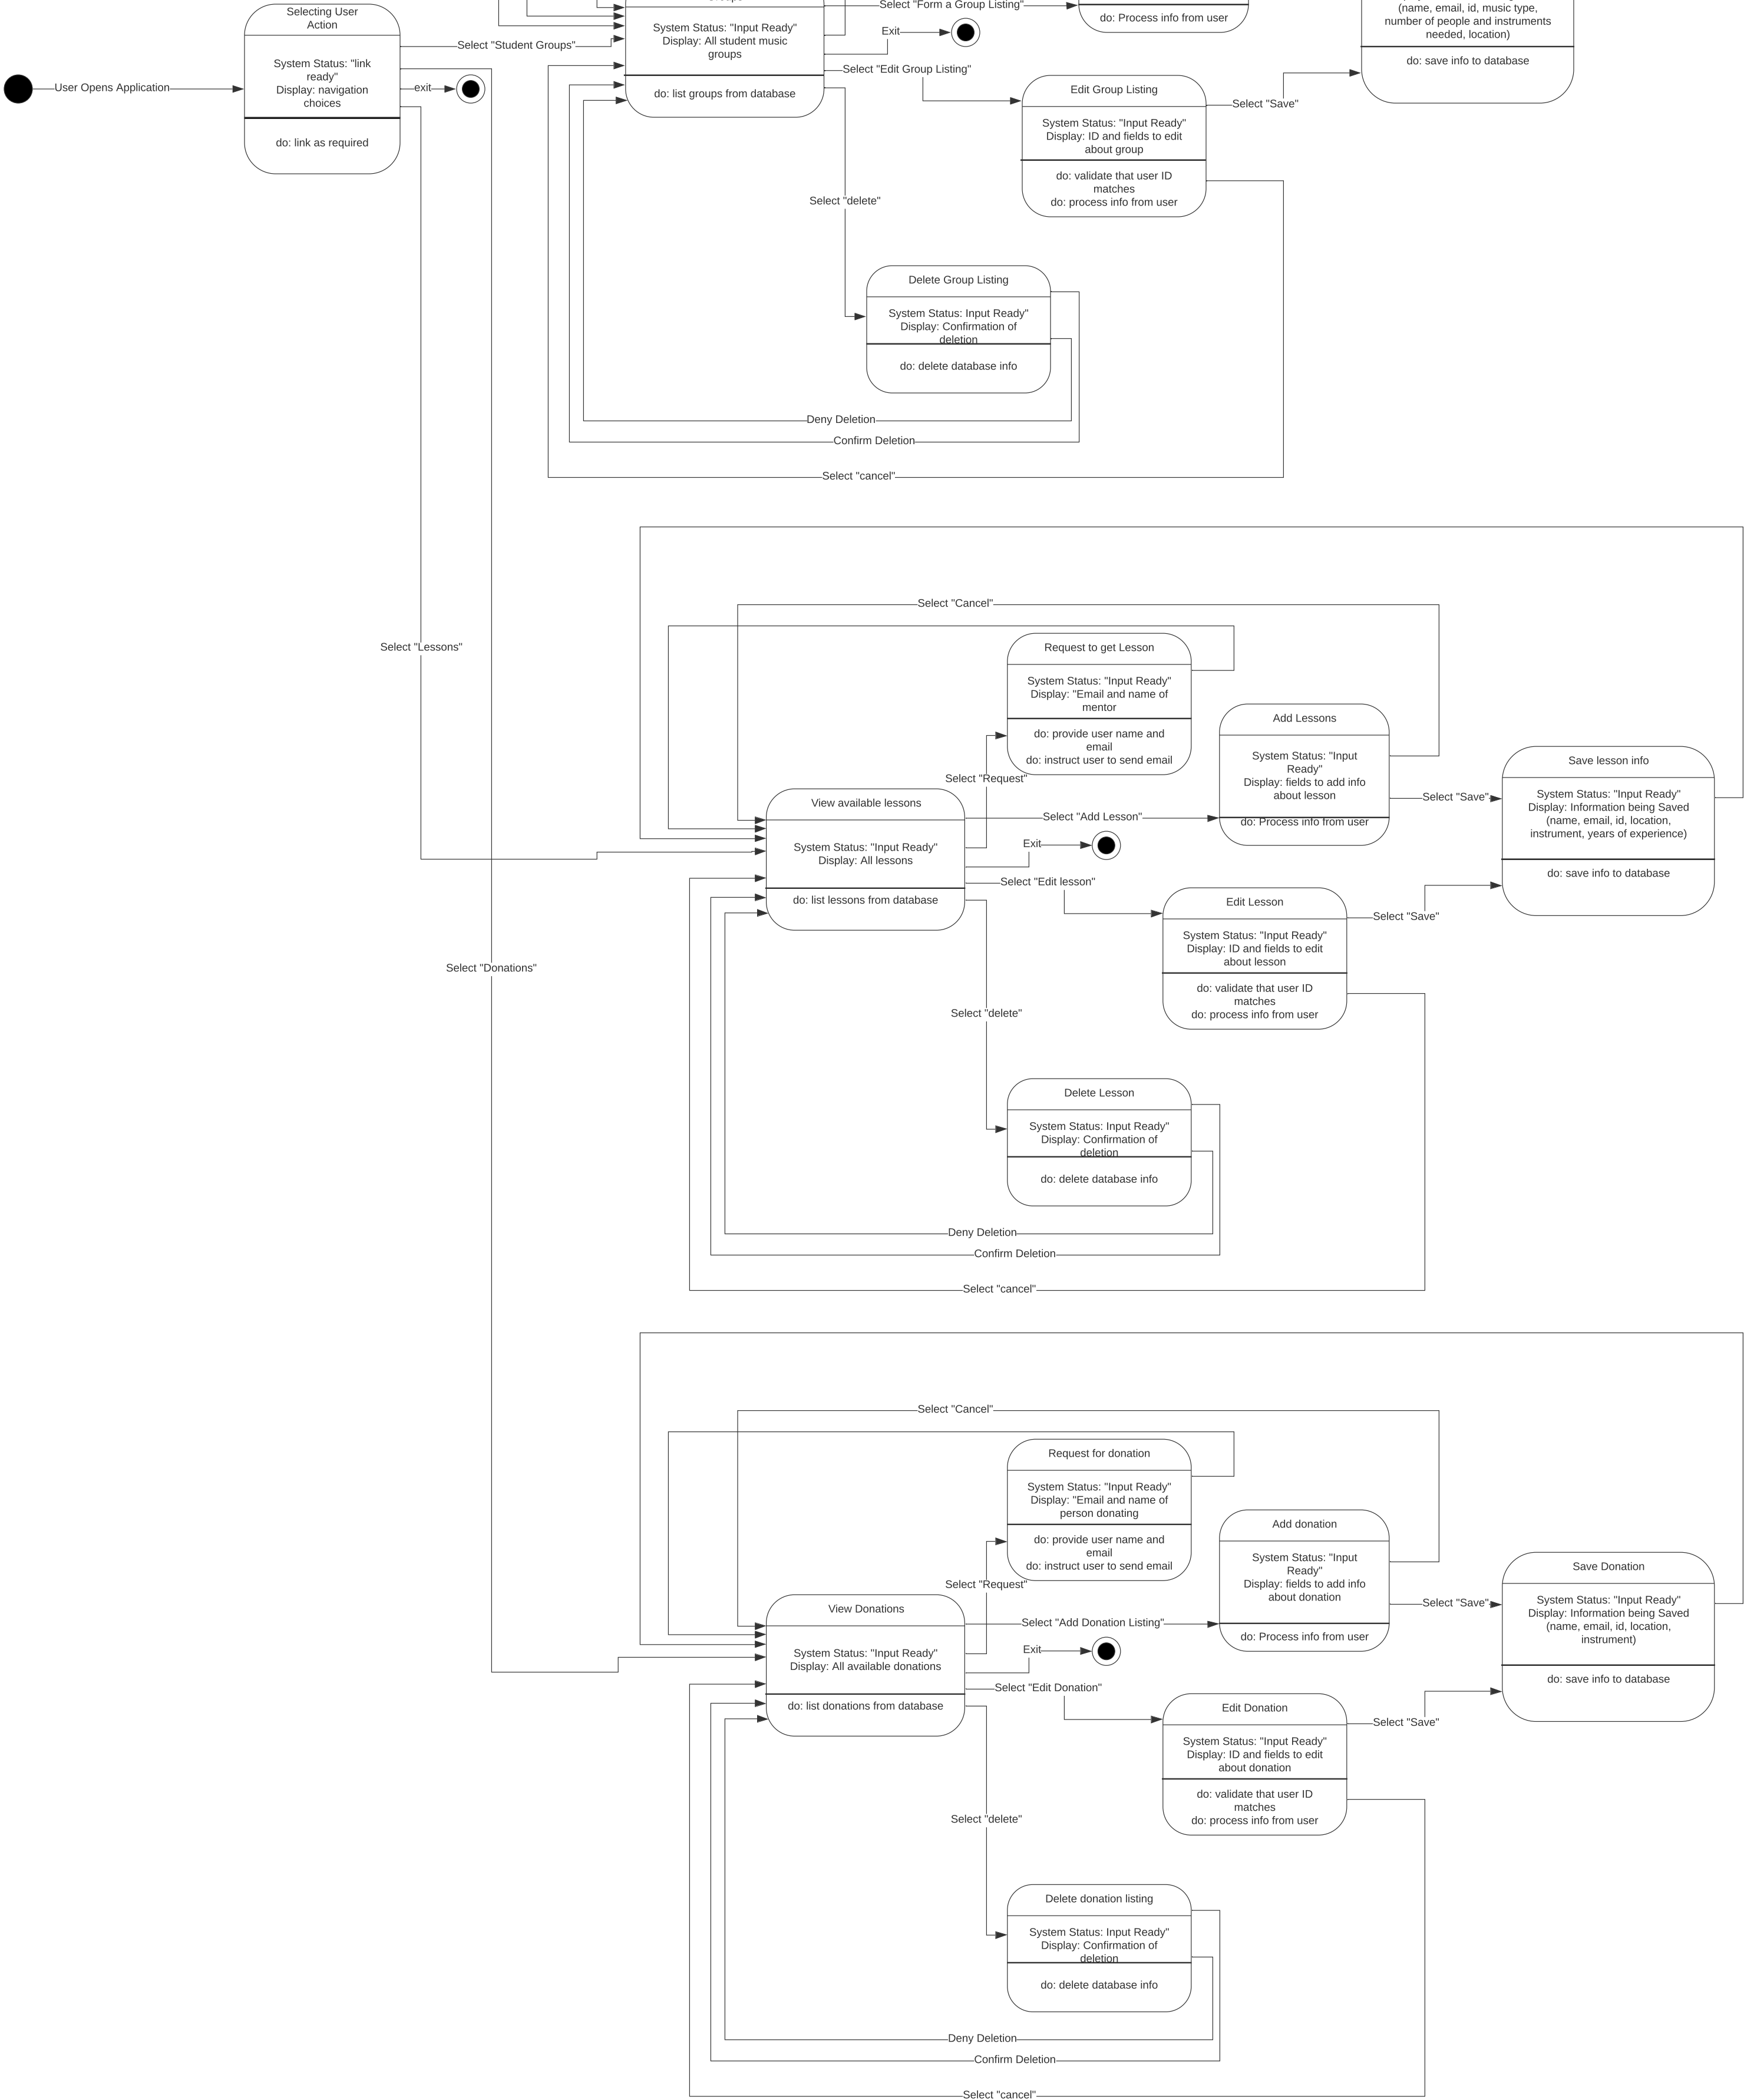 Selecting User
Action
System Status: "link
ready"
Display: navigation
choices
do: link as required
User Opens Application
exit
Select "Student Groups"
Select "Lessons"
Select "Donations"
System Status: "Input Ready"
Display: All student music
groups
do: list groups from database
Select "Form a Group Listing"
do: Process info from user
Exit
Select "Edit Group Listing"
Edit Group Listing
System Status: "Input Ready"
Display: ID and fields to edit
about group
do: validate that user ID
matches
do: process info from user
Select "Save"
(name, email, id, music type,
number of people and instruments
needed, location)
do: save info to database
Select "delete"
Delete Group Listing
System Status: Input Ready"
Display: Confirmation of
deletion
do: delete database info
Deny Deletion
Confirm Deletion
Select "cancel"
Select "Cancel"
Request to get Lesson
System Status: "Input Ready"
Display: "Email and name of
mentor
do: provide user name and
email
do: instruct user to send email
Select "Request"
Add Lessons
System Status: "Input
Ready"
Display: fields to add info
about lesson
do: Process info from user
Select "Save"
Save lesson info
System Status: "Input Ready"
Display: Information being Saved
(name, email, id, location,
instrument, years of experience)
do: save info to database
View available lessons
System Status: "Input Ready"
Display: All lessons
do: list lessons from database
Select "Add Lesson"
Exit
Select "Edit lesson"
Edit Lesson
System Status: "Input Ready"
Display: ID and fields to edit
about lesson
do: validate that user ID
matches
do: process info from user
Select "Save"
Select "delete"
Delete Lesson
System Status: Input Ready"
Display: Confirmation of
deletion
do: delete database info
Deny Deletion
Confirm Deletion
Select "cancel"
Select "Cancel"
Request for donation
System Status: "Input Ready"
Display: "Email and name of
person donating
do: provide user name and
email
do: instruct user to send email
Select "Request"
Add donation
System Status: "Input
Ready"
Display: fields to add info
about donation
do: Process info from user
Select "Save"
Save Donation
System Status: "Input Ready"
Display: Information being Saved
(name, email, id, location,
instrument)
do: save info to database
View Donations
System Status: "Input Ready"
Display: All available donations
do: list donations from database
Select "Add Donation Listing"
Exit
Select "Edit Donation"
Edit Donation
System Status: "Input Ready"
Display: ID and fields to edit
about donation
do: validate that user ID
matches
do: process info from user
Select "Save"
Select "delete"
Delete donation listing
System Status: Input Ready"
Display: Confirmation of
deletion
do: delete database info
Deny Deletion
Confirm Deletion
Select "cancel"